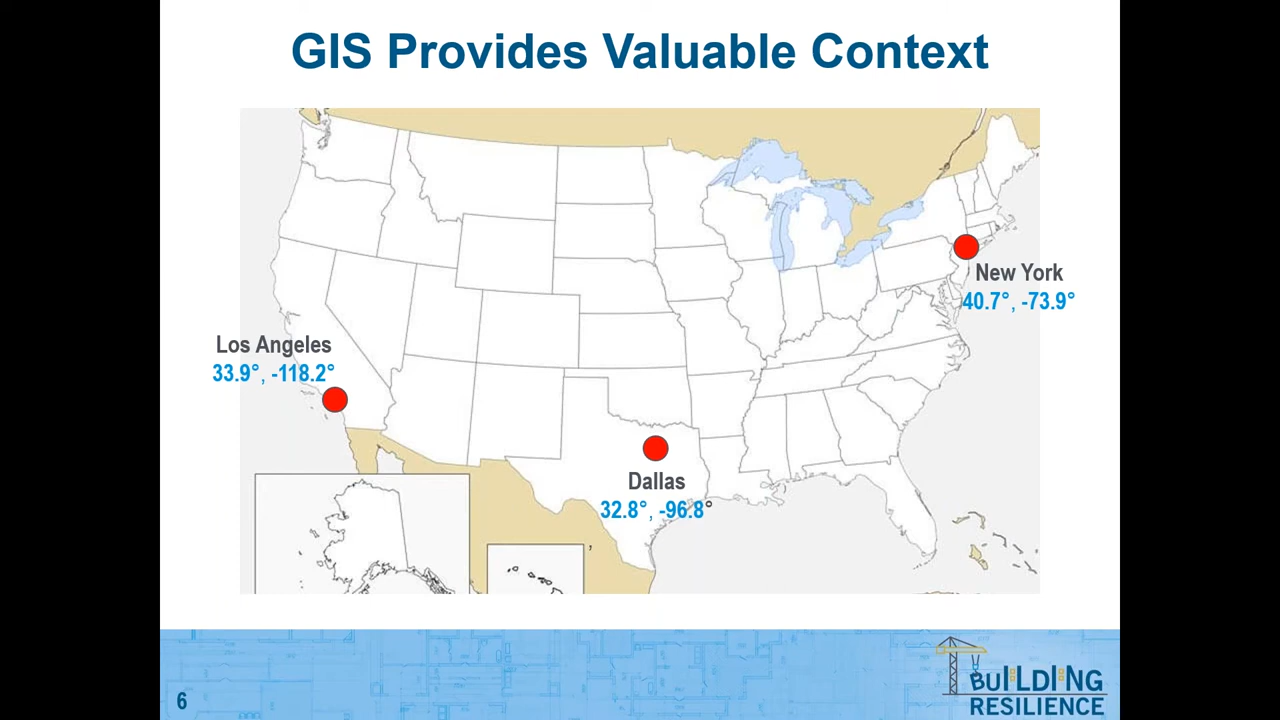 GIS Provides Valuable Context
New York
40.7°, -73.9°
Los Angeles
33.9°, -118.2°
Dallas
32.8°, -96.8°
6
BUILDING
RESILIENCE